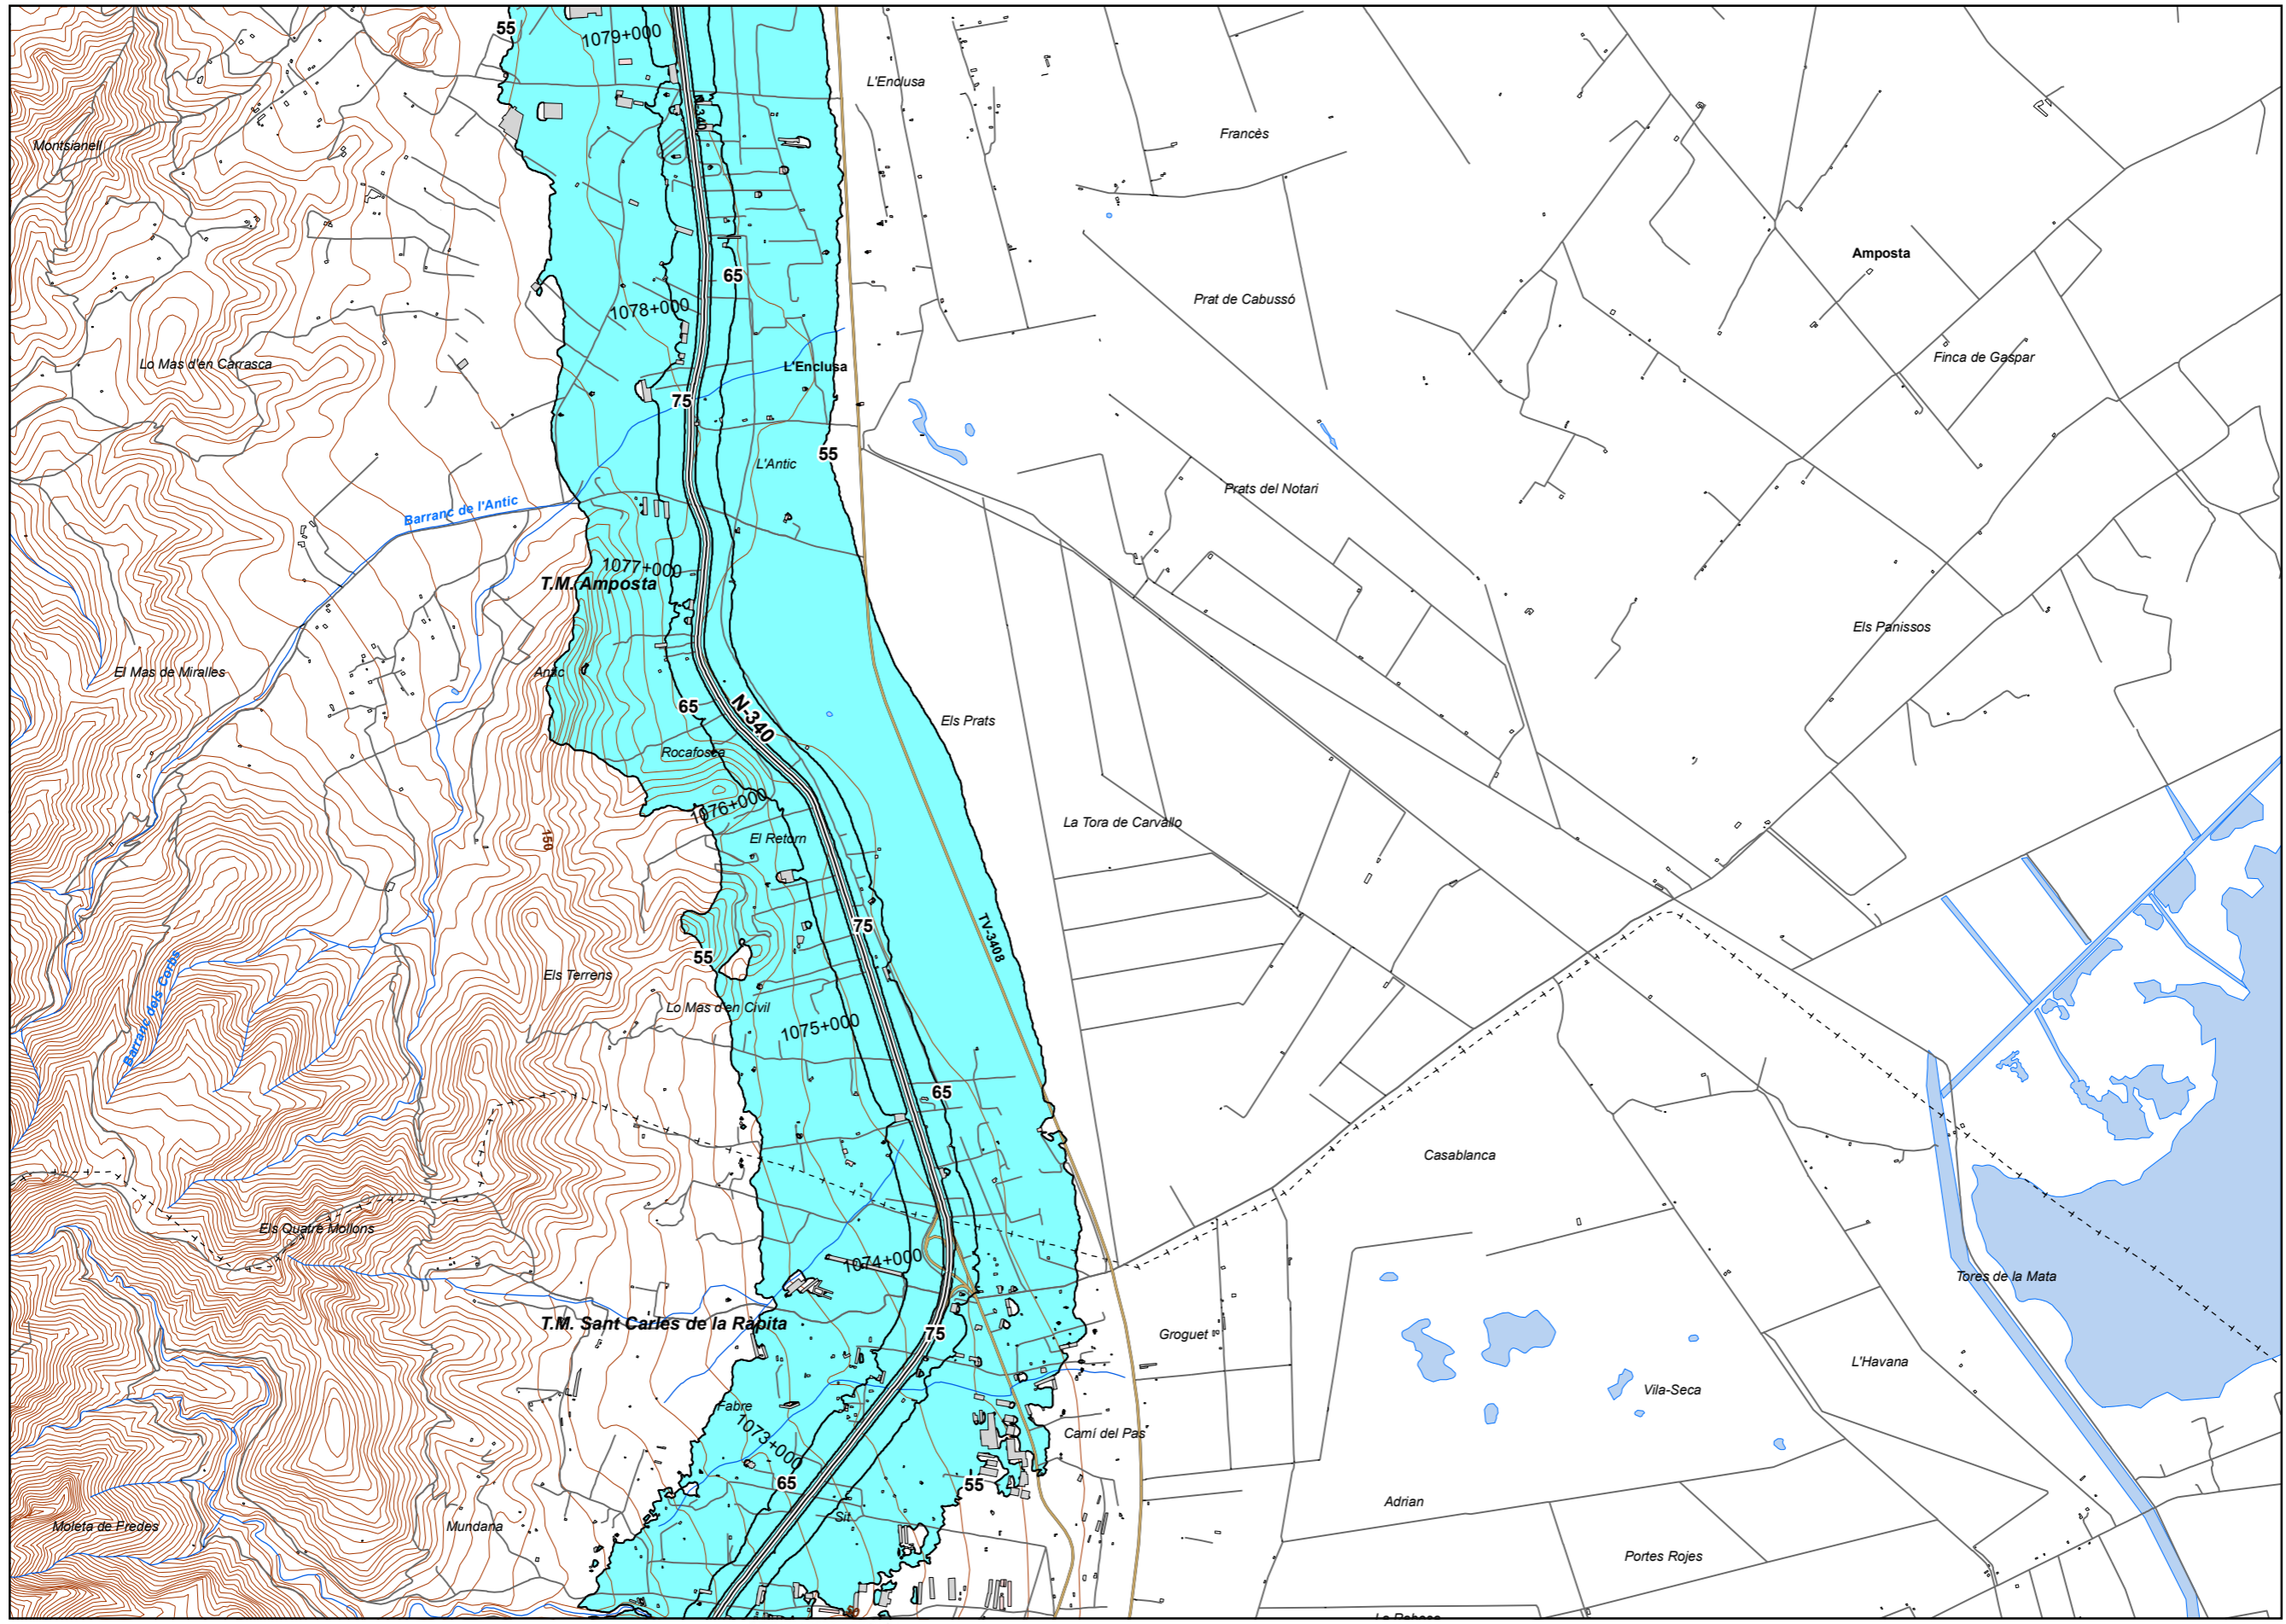 55
1079+000
L'Enclusa
N-340
Francès
Montsianell
Amposta
65
Prat de Cabussó
1078+000
Finca de Gaspar
Lo Mas d'en Carrasca
L'Enclusa
75
55
L'Antic
Prats del Notari
Barranc de l'Antic
1077+000
T.M. Amposta
Els Panissos
El Mas de Miralles
Antic
65
N-340
Els Prats
Rocafosca
1076+000
La Tora de Carvallo
150
El Retorn
75
TV-3408
55
Els Terrens
Barranc dels Corbs
Lo Mas d'en Civil
1075+000
65
Casablanca
Els Quatre Mollons
1074+000
Tores de la Mata
T.M. Sant Carles de la Ràpita
75
Groguet
L'Havana
Vila-Seca
Fabre
1073+000
Camí del Pas
65
55
Adrian
Sit
Moleta de Fredes
Mundana
Portes Rojes